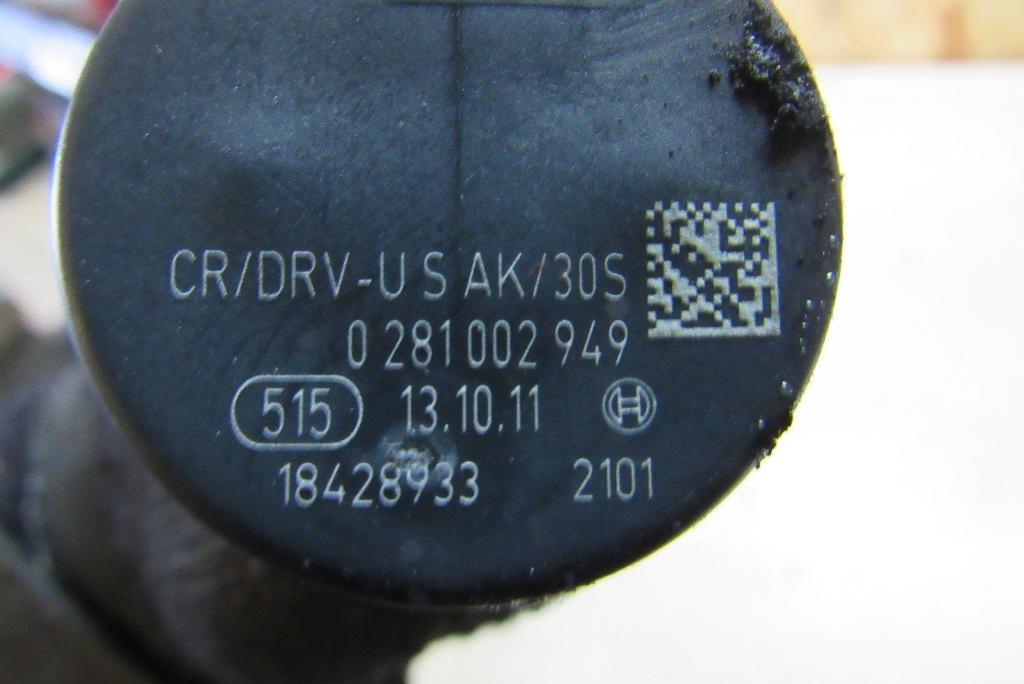 CR/DRV-U S AK/30S
0 281 002 949
515 13.10.11
18428933 2101